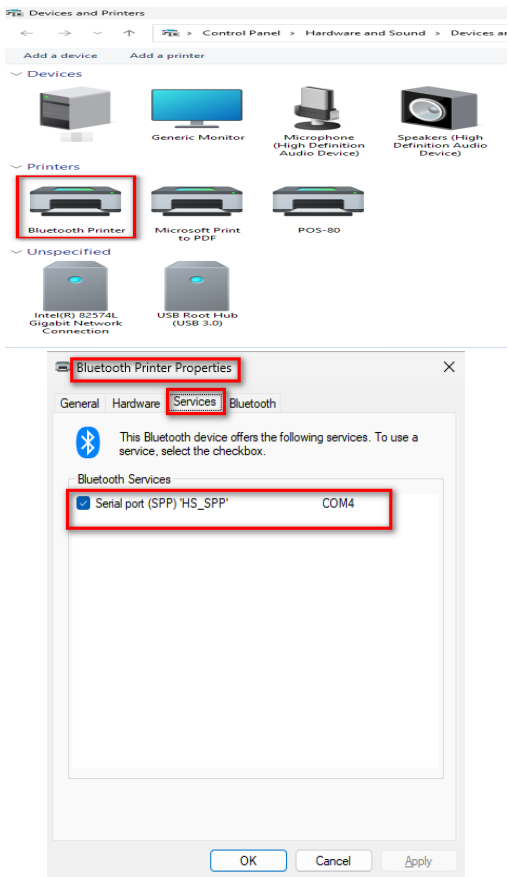 Devices and Printers
Control Panel > Hardware and Sound > Devices ar
Add a device Add a printer
Devices
Generic Monitor
Microphone
(High Definition
Audio Device)
Speakers (High
Definition Audio
Device)
Printers
Bluetooth Printer
Microsoft Print
to PDF
POS-80
Unspecified
Intel(R) 82574L
Gigabit Network
Connection
USB Root Hub
(USB 3.0)
Bluetooth Printer Properties
General Hardware Services Bluetooth
This Bluetooth device offers the following services. To use a
service, select the checkbox.
Bluetooth Services
Serial port (SPP) 'HS_SPP' COM4
OK Cancel Apply